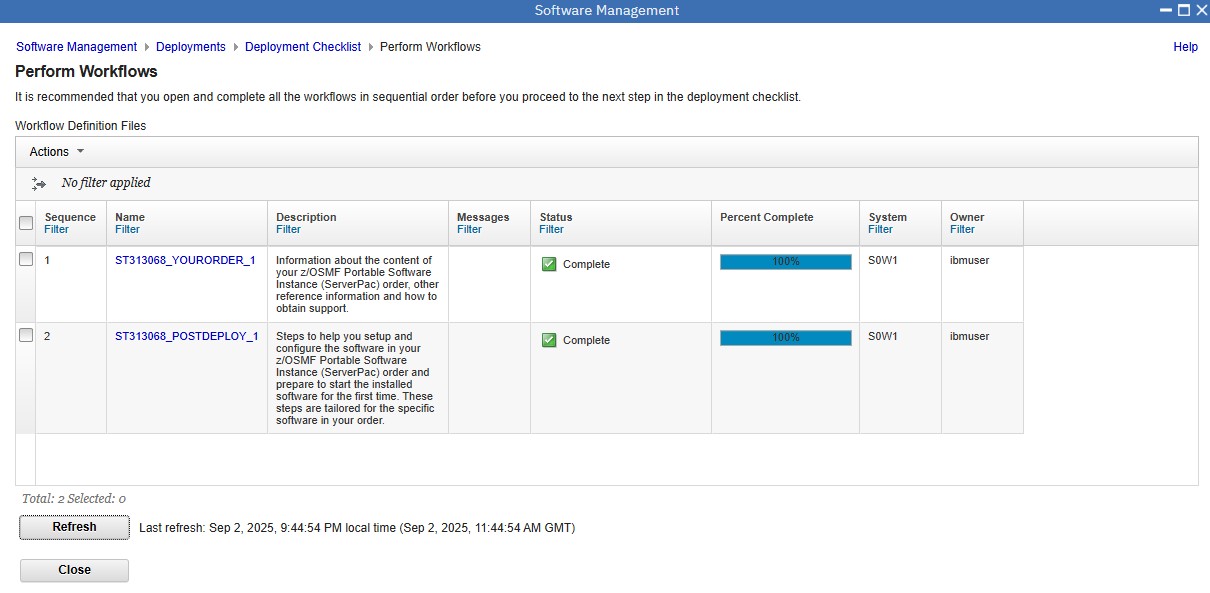 Software Management
Software Management Deployments Deployment Checklist Perform Workflows Help
Perform Workflows
It is recommended that you open and complete all the workflows in sequential order before you proceed to the next step in the deployment checklist.
Workflow Definition Files
Actions
No filter applied
Sequence Name Description Messages Status Percent Complete System Owner
Filter Filter Filter Filter Filter Filter Filter
1 ST313068_YOURORDER_1
Information about the content of
your z/OSMF Portable Software
Instance (ServerPac) order, other
reference information and how to
obtain support.
Complete 100% S0W1 ibmuser
2 ST313068_POSTDEPLOY_1
Steps to help you setup and
configure the software in your
z/OSMF Portable Software
Instance (ServerPac) order and
prepare to start the installed
software for the first time. These
steps are tailored for the specific
software in your order.
Complete 100% S0W1 ibmuser
Total: 2 Selected: 0
Refresh Last refresh: Sep 2, 2025, 9:44:54 PM local time (Sep 2, 2025, 11:44:54 AM GMT)
Close